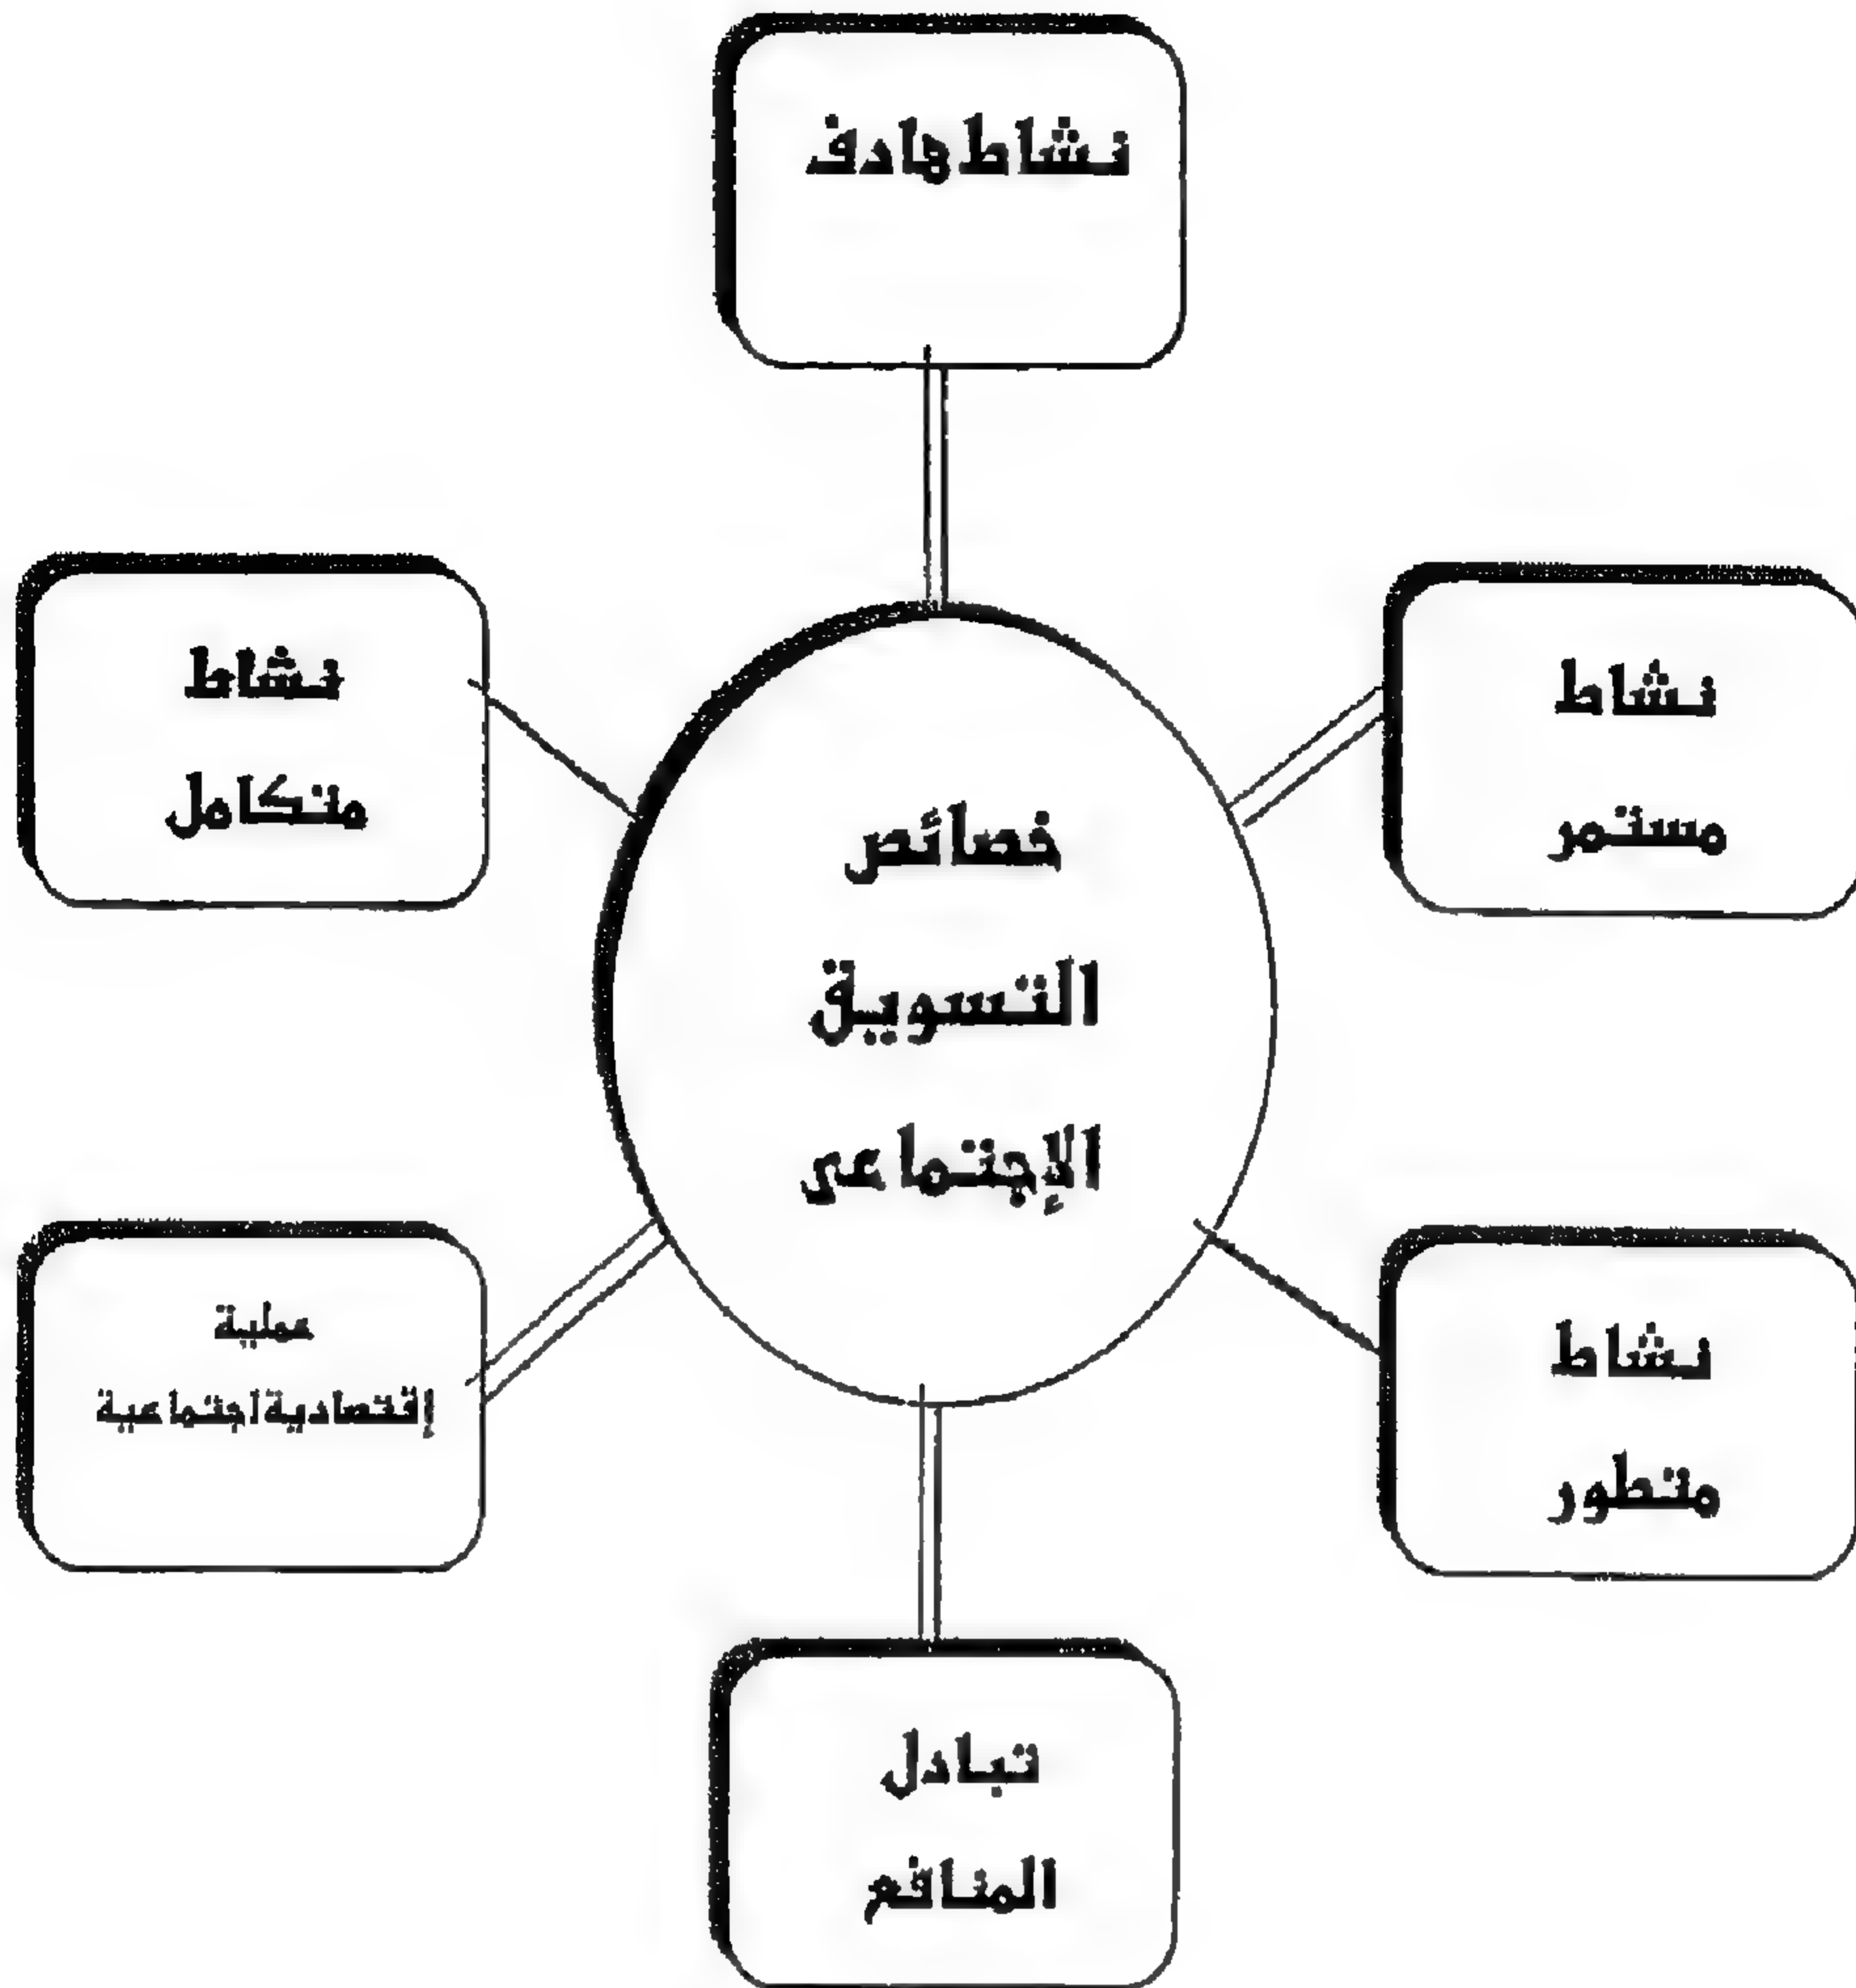 نشاط هادف
نشاط
مستمر
نشاط
متكامل
خصائص
التسويق
الإجتماعى
نشاط
متطور
عملية
إقتصادية اجتماعية
تبادل
المنافع